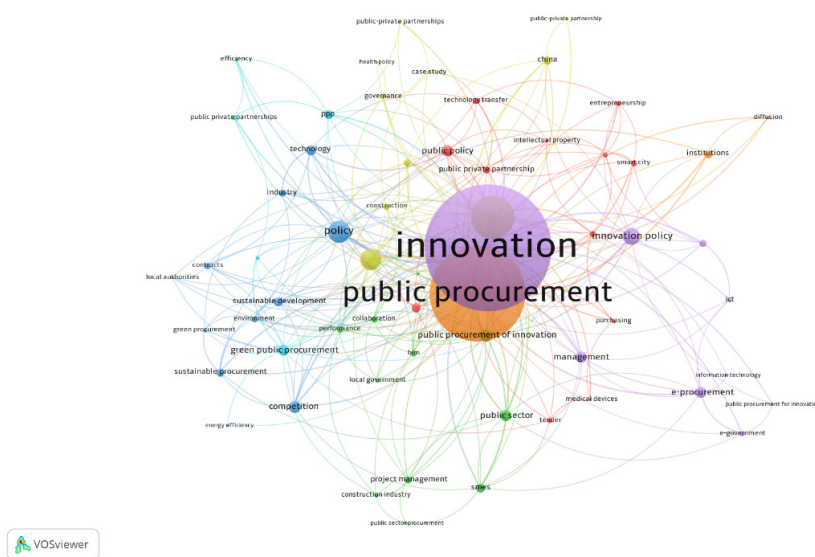 public-private partnership
public-private partnerships
efficiency
china
health policy
case study
governance
technology transfer
entrepreneurship
public private partnerships
ppp
diffusion
intellectual property
technology
public policy
institutions
smart city
public private partnership
industry
construction
policy
innovation policy
innovation
contracts
local authorities
public procurement
sustainable development
ict
environment
collaboration
purchasing
green procurement
performance
public procurement of innovation
green public procurement
bim
management
sustainable procurement
information technology
local government
e-procurement
medical devices
public procurement for innovatio
competition
public sector
tender
energy efficiency
e-government
project management
smes
construction industry
public sector procurement
VOSviewer